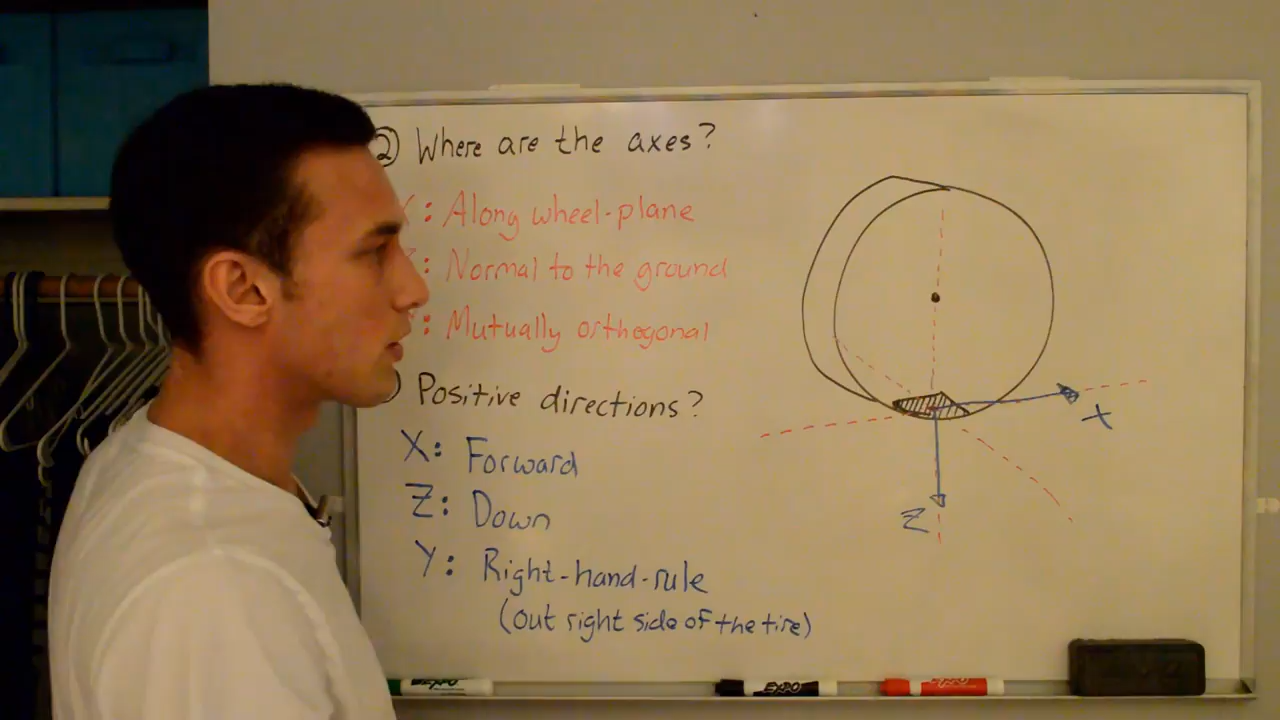 ② Where are the axes?
: Along wheel-plane
: Normal to the ground
: Mutually orthogonal
) Positive directions?
X: Forward
Z: Down
Y: Right-hand-rule
(out right side of the tire)
X
Z
EXPO
EXPO
EXPO